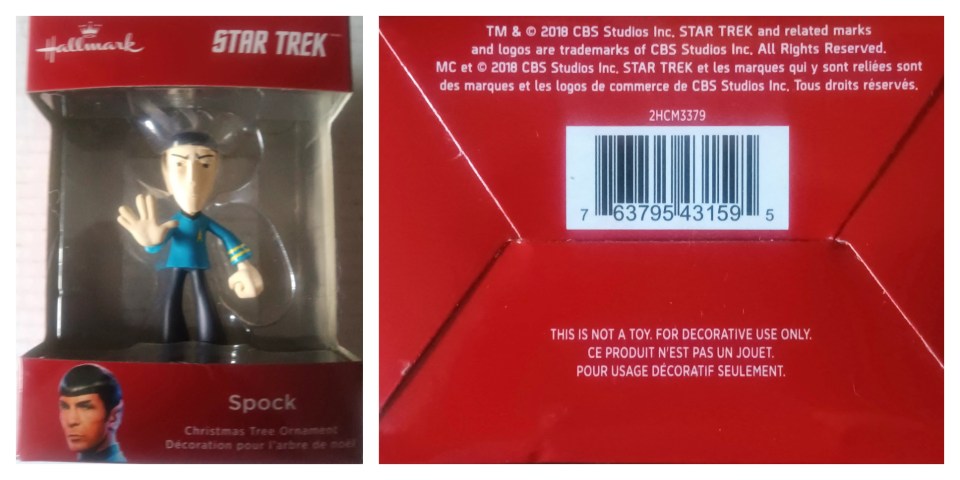 Hallmark
STAR TREK™
Spock
Christmas Tree Ornament
Décoration pour l'arbre de noël
TM & © 2018 CBS Studios Inc. STAR TREK and related marks
and logos are trademarks of CBS Studios Inc. All Rights Reserved.
MC et © 2018 CBS Studios Inc. STAR TREK et les marques qui y sont reliées sont
des marques et les logos de commerce de CBS Studios Inc. Tous droits réservés.
2HCM3379
7 63795 43159 5
THIS IS NOT A TOY. FOR DECORATIVE USE ONLY.
CE PRODUIT N'EST PAS UN JOUET.
POUR USAGE DÉCORATIF SEULEMENT.